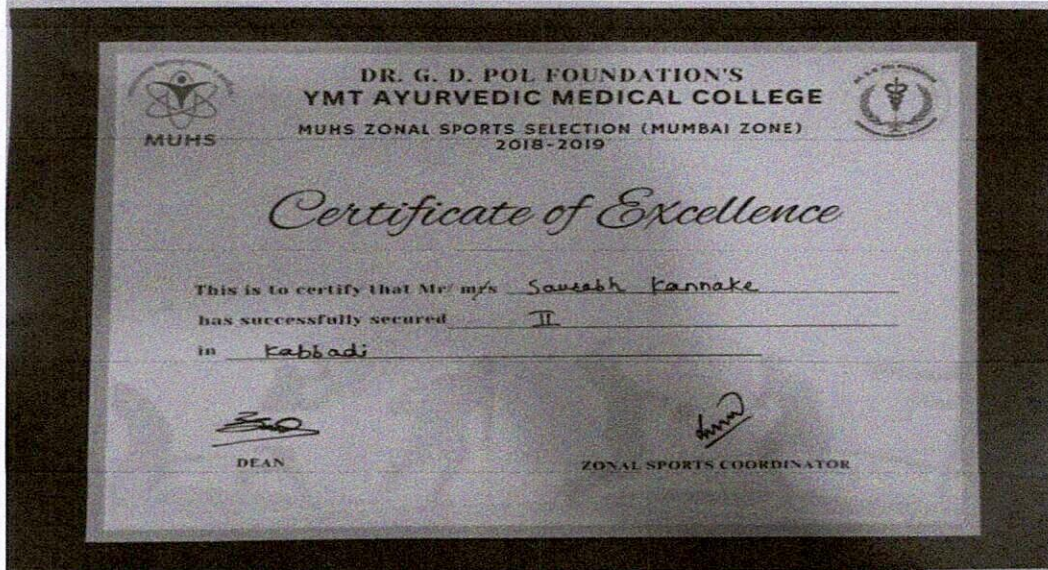 DR. G. D. POL FOUNDATION'S
YMT AYURVEDIC MEDICAL COLLEGE
MUHS ZONAL SPORTS SELECTION (MUMBAI ZONE)
2018-2019
MUHS
Certificate of Excellence
This is to certify that Mr/ m/s Saurabh Kannake
has successfully secured II
in Kabbadi
DEAN
ZONAL SPORTS COORDINATOR